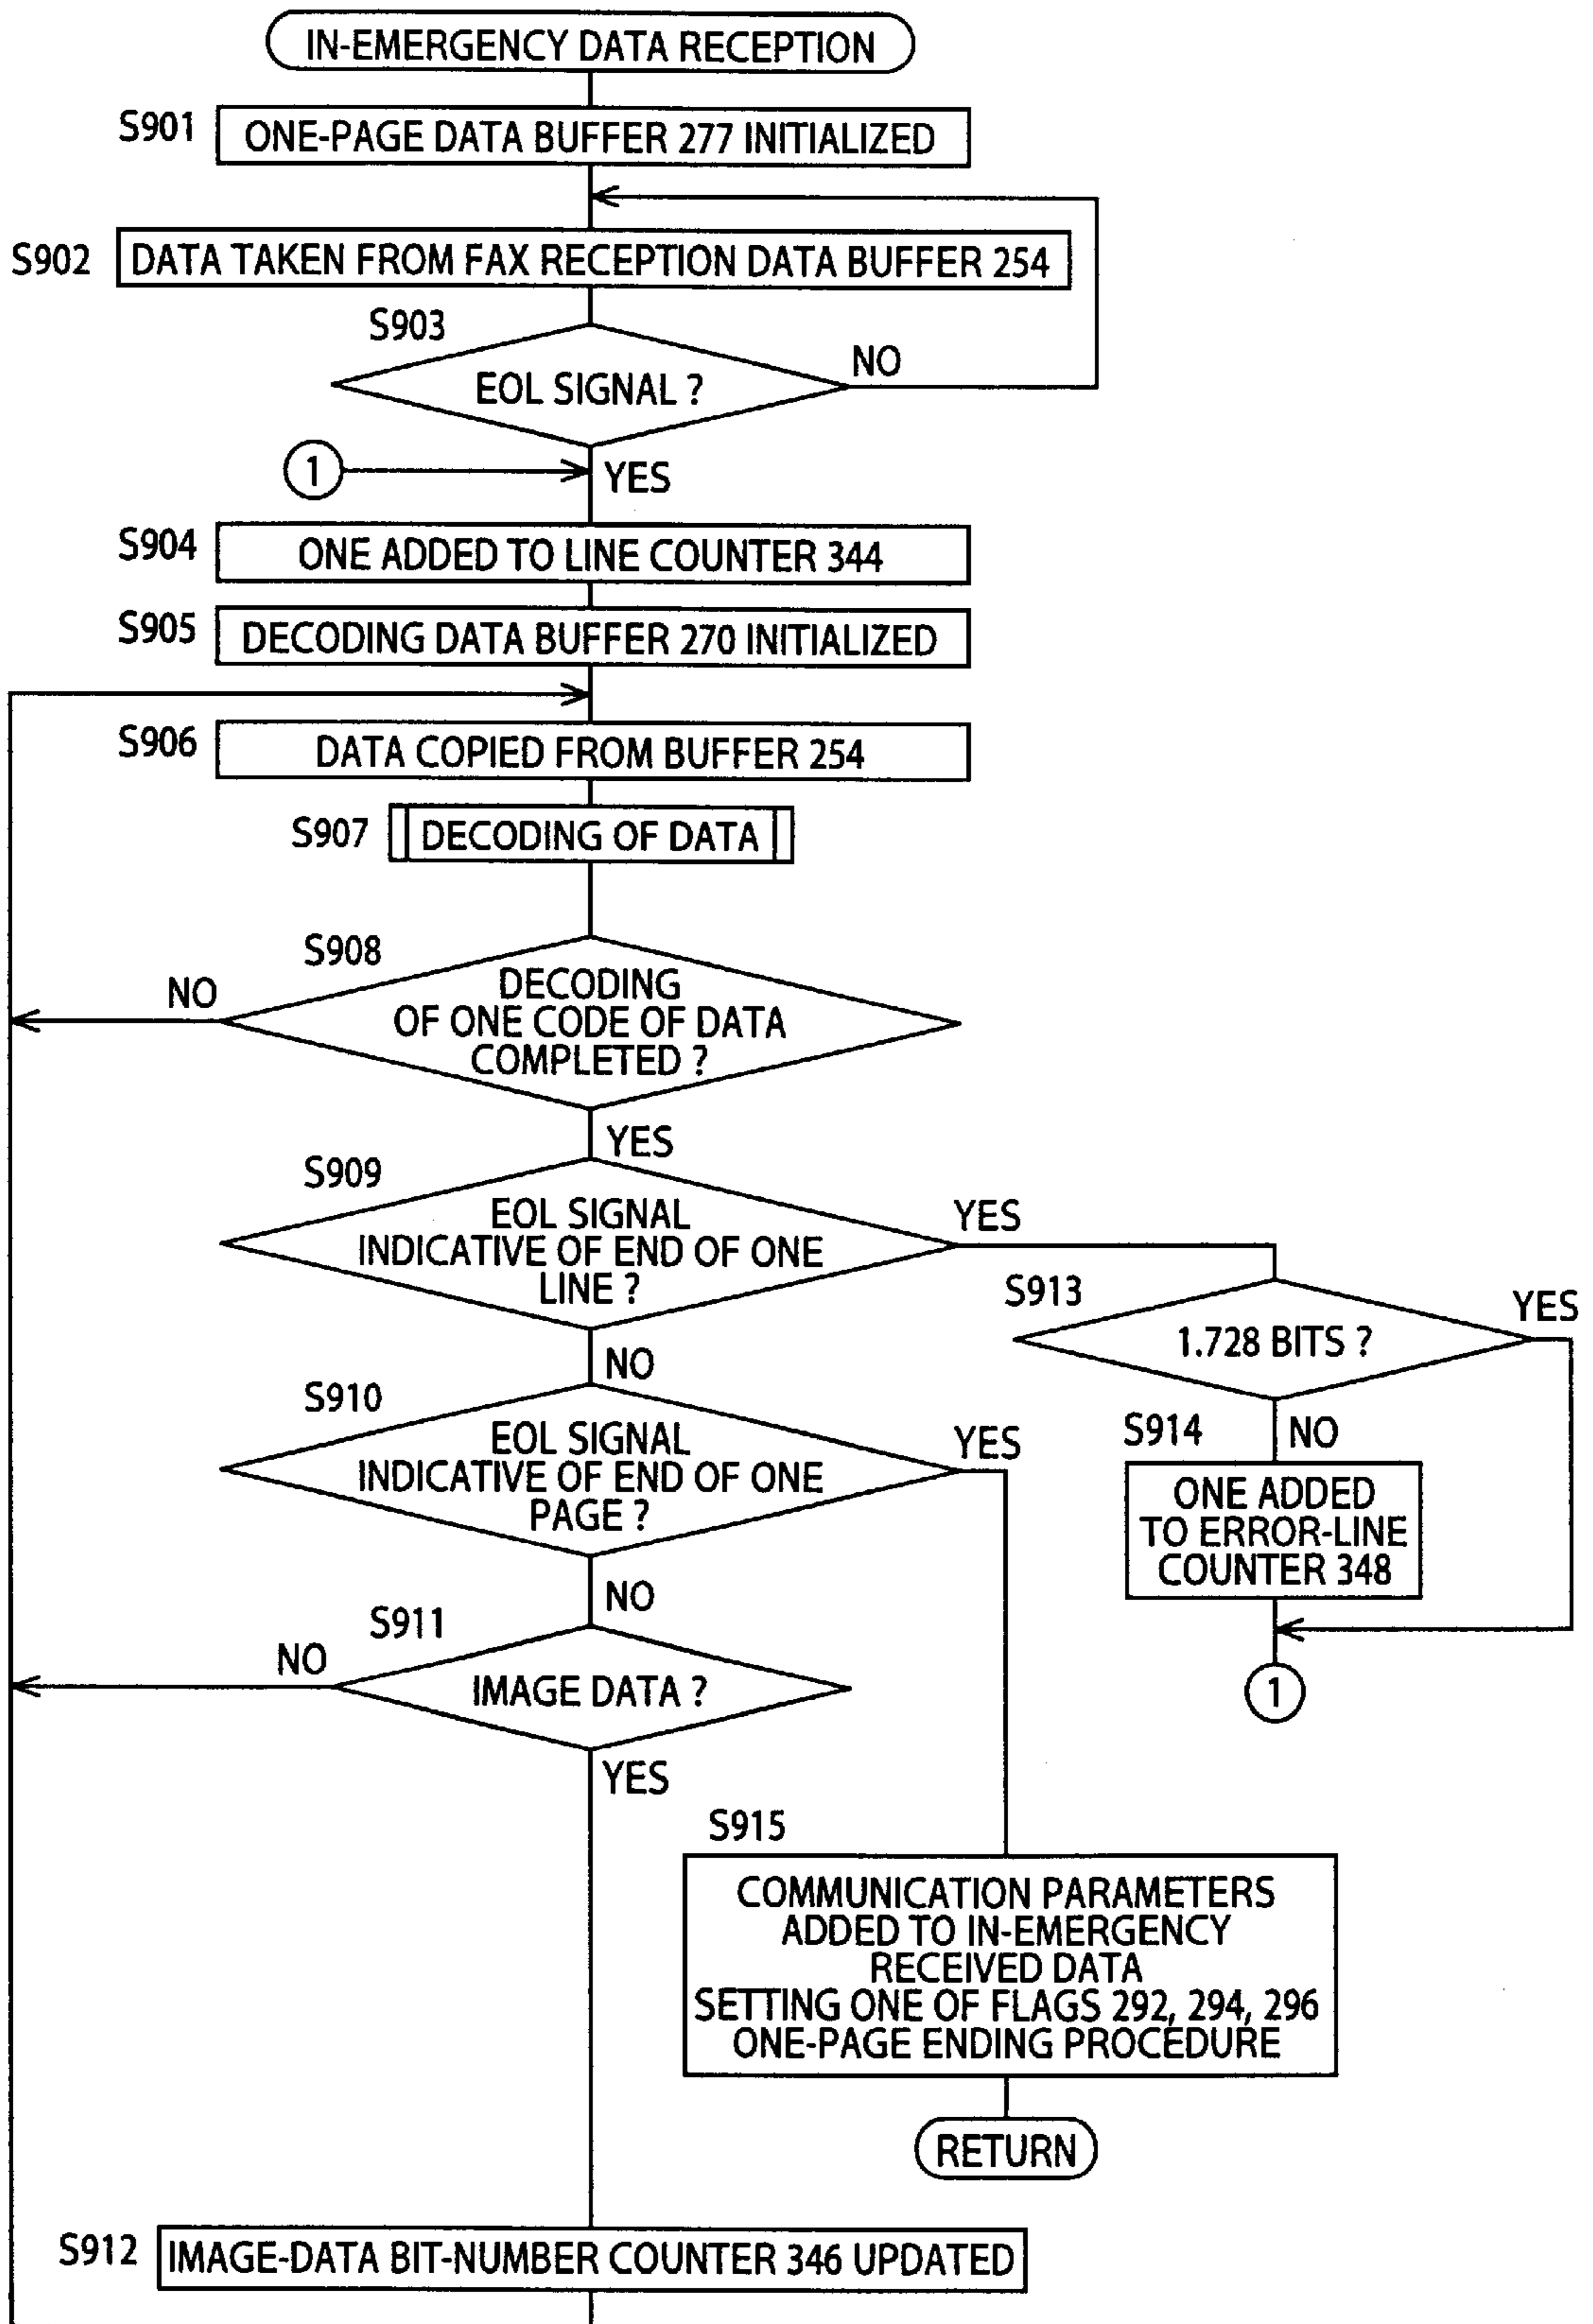 IN-EMERGENCY DATA RECEPTION
S901
ONE-PAGE DATA BUFFER 277 INITIALIZED
S902
DATA TAKEN FROM FAX RECEPTION DATA BUFFER 254
S903
EOL SIGNAL ?
NO
1
YES
S904
ONE ADDED TO LINE COUNTER 344
S905
DECODING DATA BUFFER 270 INITIALIZED
S906
DATA COPIED FROM BUFFER 254
S907
DECODING OF DATA
S908
DECODING
OF ONE CODE OF DATA
COMPLETED ?
NO
YES
S909
EOL SIGNAL
INDICATIVE OF END OF ONE
LINE ?
YES
NO
S913
1.728 BITS ?
YES
NO
S914
ONE ADDED
TO ERROR-LINE
COUNTER 348
1
S910
EOL SIGNAL
INDICATIVE OF END OF ONE
PAGE ?
YES
NO
S911
IMAGE DATA ?
NO
YES
S915
COMMUNICATION PARAMETERS
ADDED TO IN-EMERGENCY
RECEIVED DATA
SETTING ONE OF FLAGS 292, 294, 296
ONE-PAGE ENDING PROCEDURE
RETURN
S912
IMAGE-DATA BIT-NUMBER COUNTER 346 UPDATED